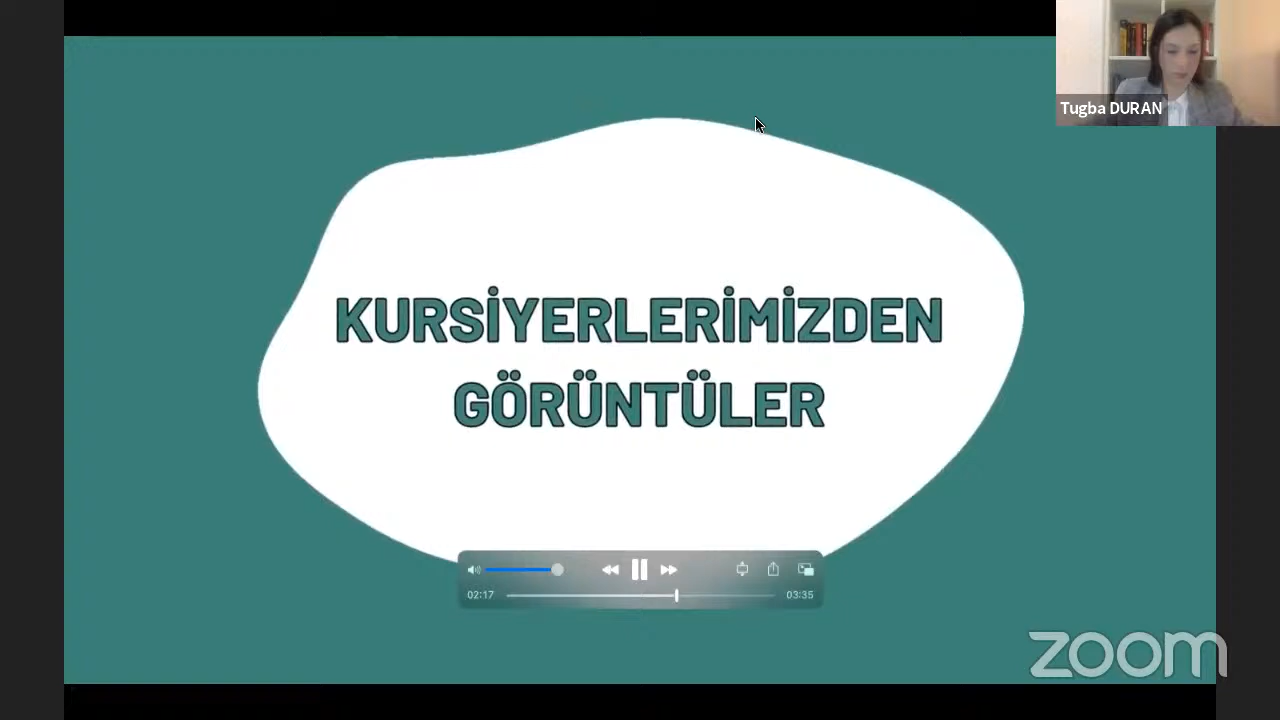 Tugba DURAN
KURSİYERLERİMİZDEN
GÖRÜNTÜLER
02:17
03:35
zoom